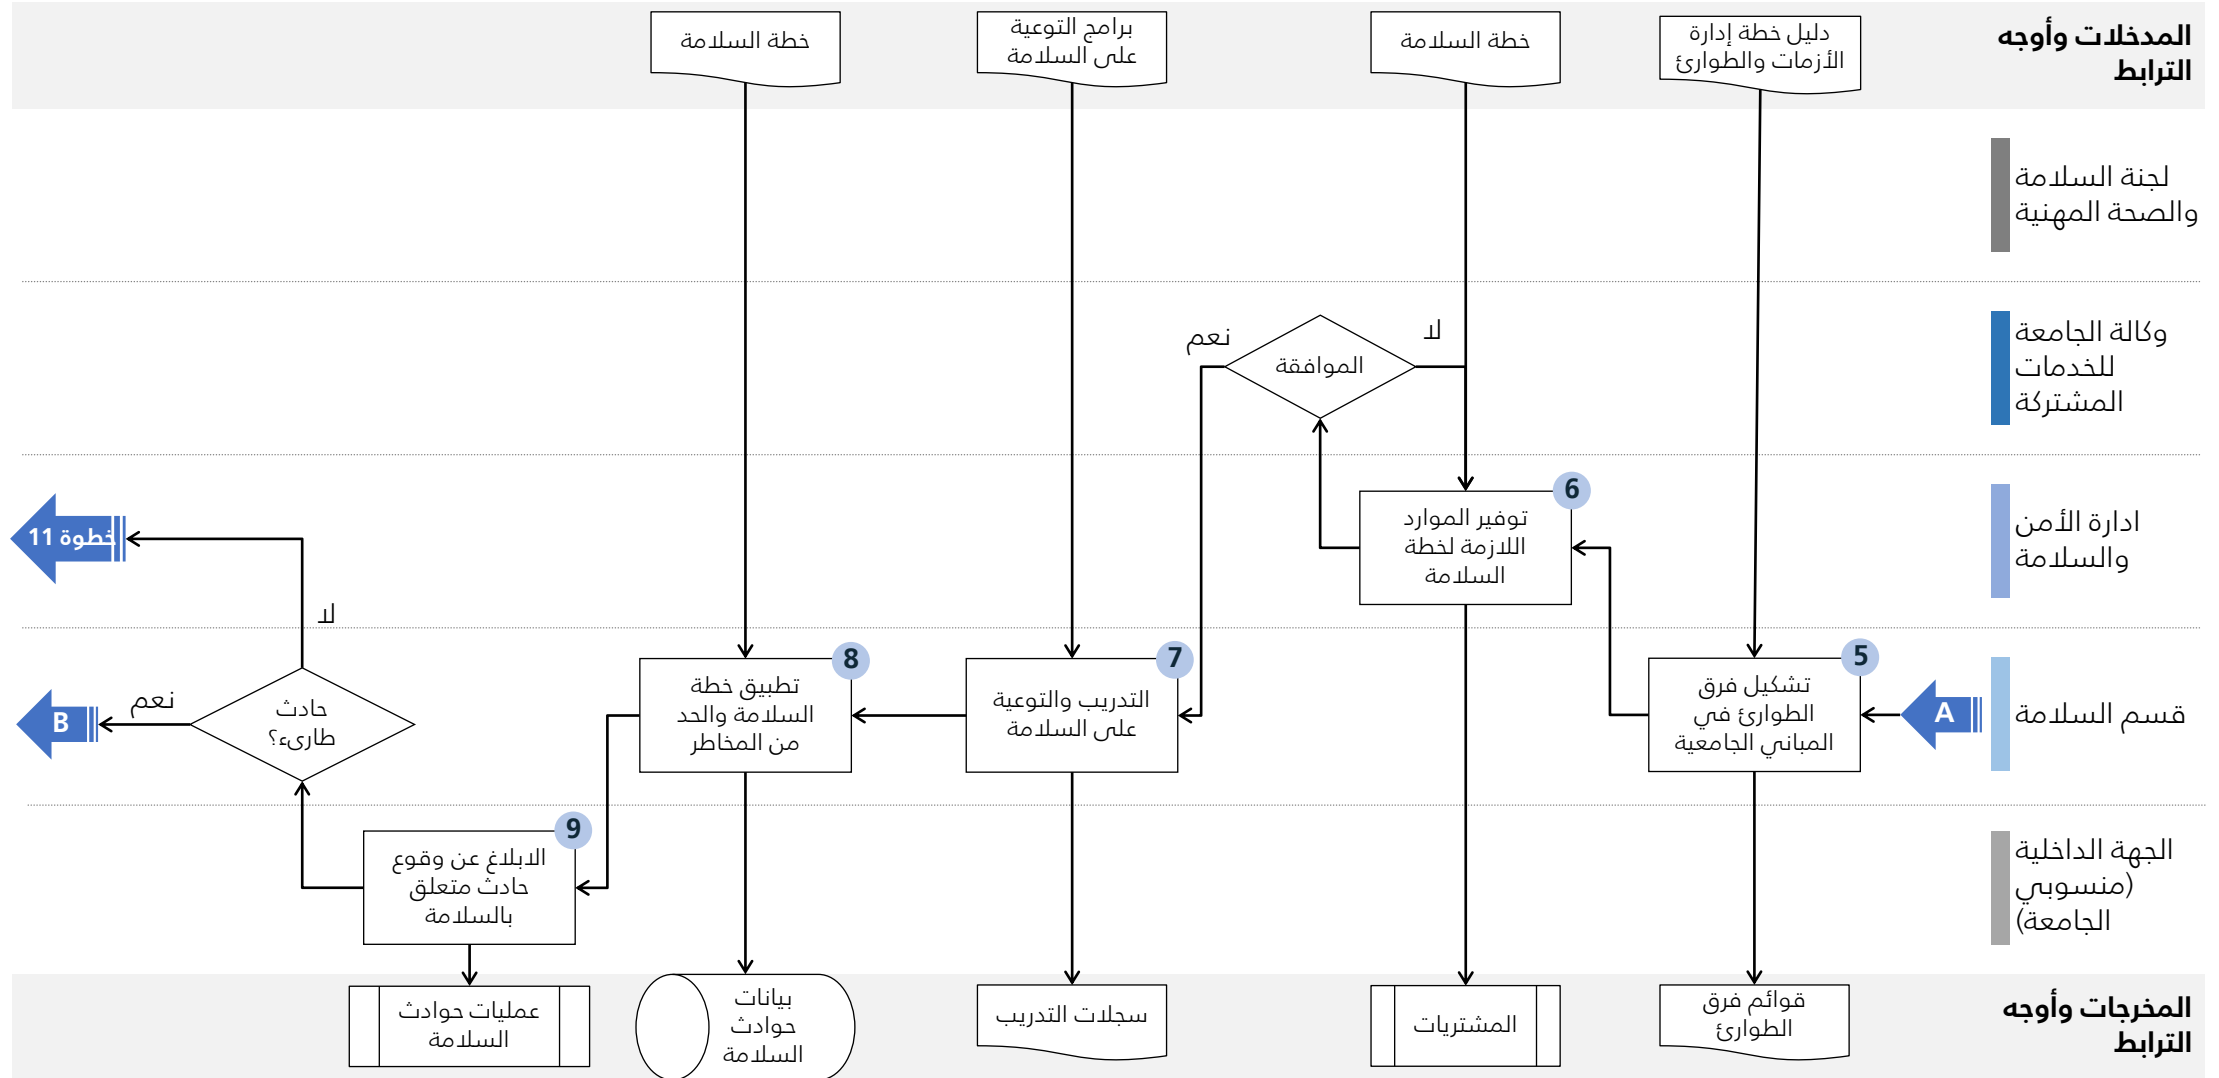 المدخلات وأوجه
الترابط
دليل خطة إدارة
الأزمات والطوارئ
خطة السلامة
برامج التوعية
على السلامة
خطة السلامة
لجنة السلامة
والصحة المهنية
وكالة الجامعة
للخدمات
المشتركة
لا
الموافقة
نعم
ادارة الأمن
والسلامة
6
توفير الموارد
اللازمة لخطة
السلامة
خطوة 11
لا
قسم السلامة
A
5
تشكيل فرق
الطوارئ في
المباني الجامعية
7
التدريب والتوعية
على السلامة
8
تطبيق خطة
السلامة والحد
من المخاطر
حادث
طارىء؟
نعم
B
الجهة الداخلية
(منسوبي
الجامعة)
9
الابلاغ عن وقوع
حادث متعلق
بالسلامة
المخرجات وأوجه
الترابط
قوائم فرق
الطوارئ
المشتريات
سجلات التدريب
بيانات
حوادث
السلامة
عمليات حوادث
السلامة